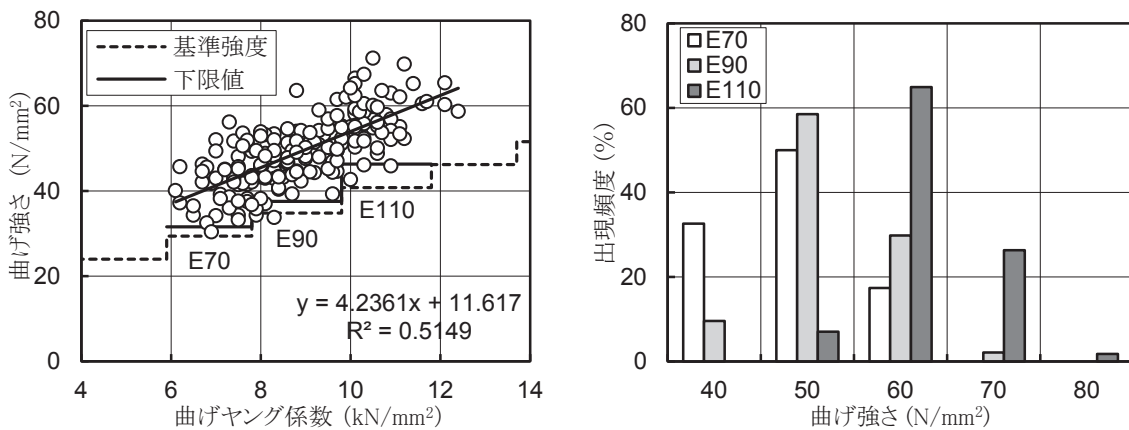 80
60
40
20
0
曲げ強さ (N/mm²)
基準強度
下限値
E70
E90
E110
y = 4.2361x + 11.617
R² = 0.5149
4 6 8 10 12 14
曲げヤング係数 (kN/mm²)
80
60
40
20
0
出現頻度 (%)
E70
E90
E110
40 50 60 70 80
曲げ強さ (N/mm²)